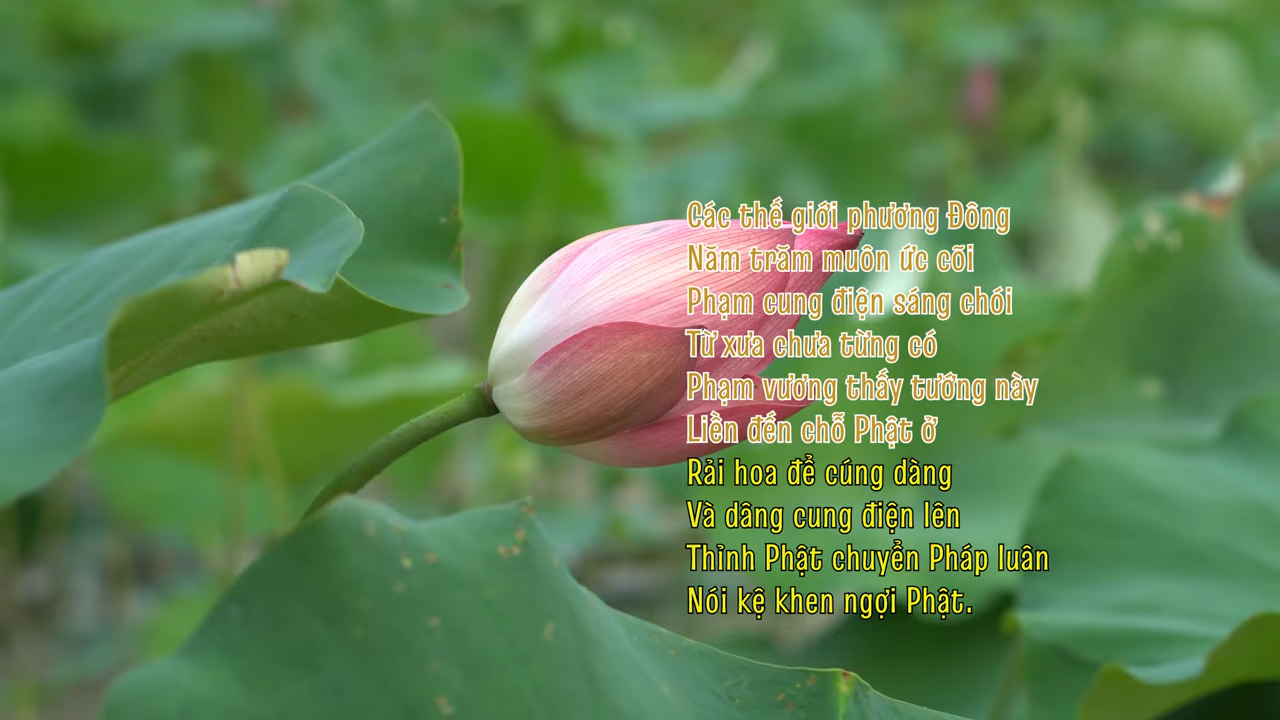 Các thế giới phương Đông
Năm trăm muôn ức cõi
Phạm cung điện sáng chói
Từ xưa chưa từng có
Phạm vương thấy tướng này
Liền đến chỗ Phật ở
Rải hoa để cúng dàng
Và dâng cung điện lên
Thỉnh Phật chuyển Pháp luân
Nói kệ khen ngợi Phật.